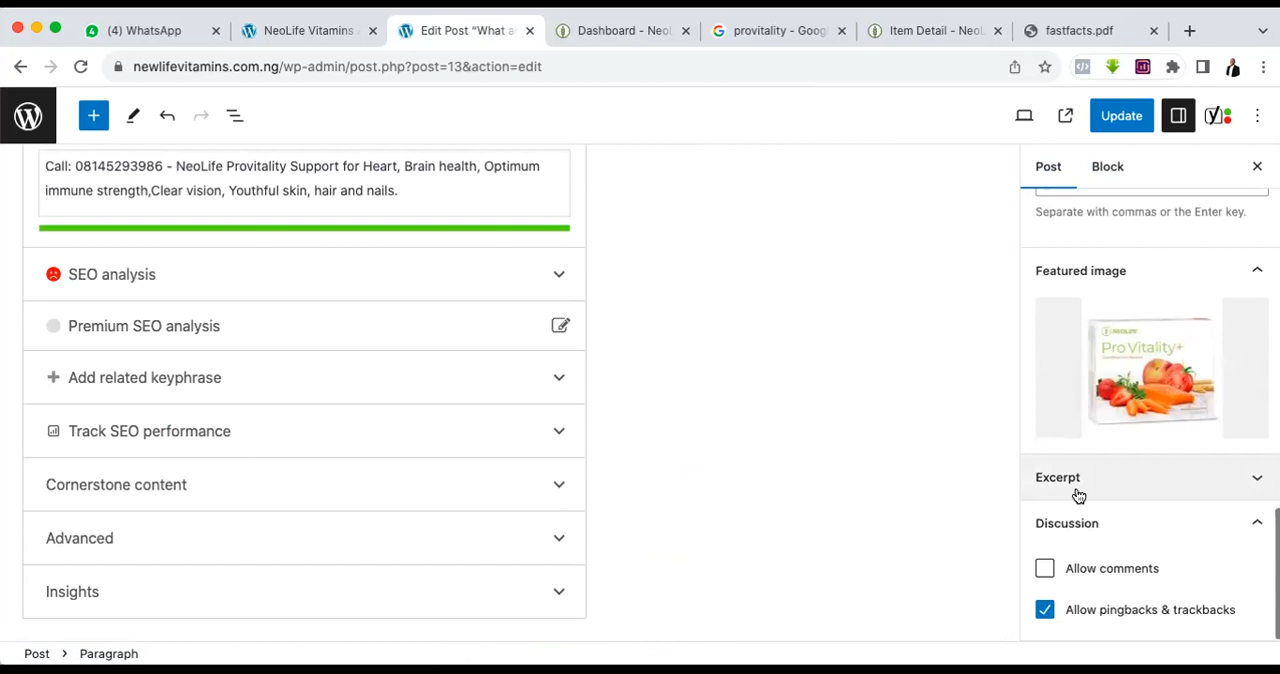 (4) WhatsApp
NeoLife Vitamins
Edit Post "What a
Dashboard - Neol
provitality - Goog
Item Detail - NeoL
fastfacts.pdf
newlifevitamins.com.ng/wp-admin/post.php?post=13&action=edit
Update
Call: 08145293986 - NeoLife Provitality Support for Heart, Brain health, Optimum
immune strength,Clear vision, Youthful skin, hair and nails.
SEO analysis
Premium SEO analysis
Add related keyphrase
Track SEO performance
Cornerstone content
Advanced
Insights
Post
Block
Separate with commas or the Enter key.
Featured image
NEOLIFE
Pro Vitality+
Excerpt
Discussion
Allow comments
Allow pingbacks & trackbacks
Post > Paragraph